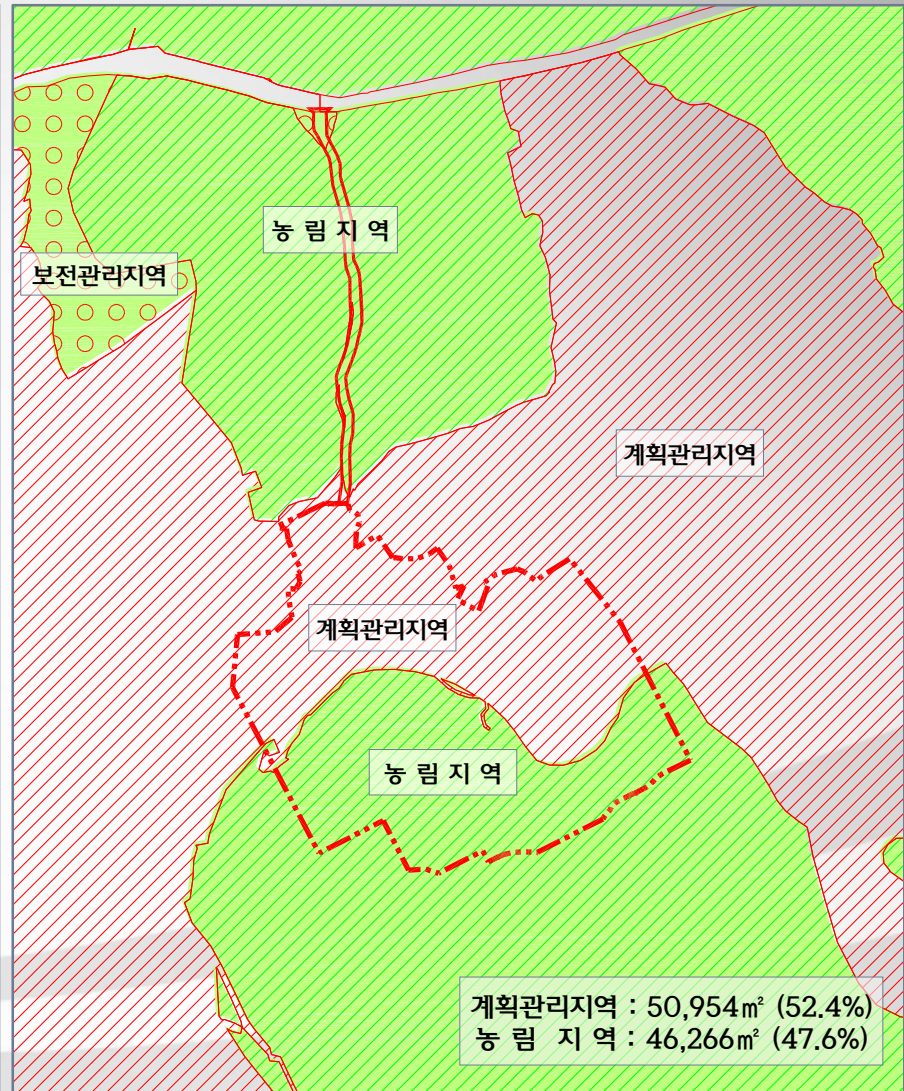 농 림 지 역
보전관리지역
계획관리지역
계획관리지역
농 림 지 역
계획관리지역 : 50,954㎡ (52.4%)
농 림 지 역 : 46,266㎡ (47.6%)